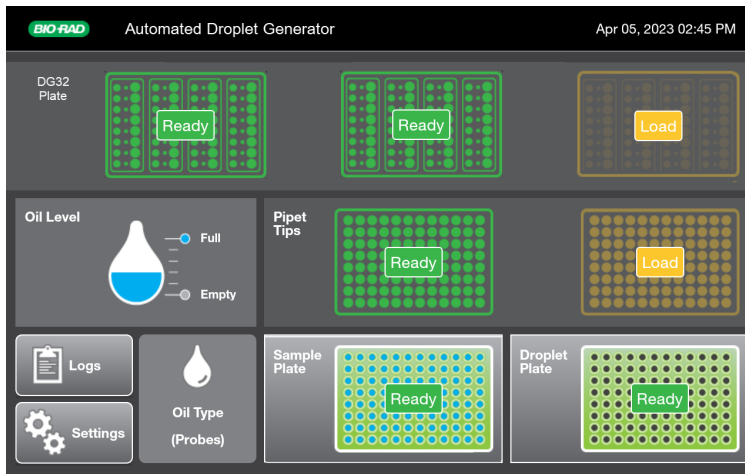 BIO-RAD Automated Droplet Generator Apr 05, 2023 02:45 PM
DG32
Plate
Ready Ready Load
Oil Level
Full
Empty
Pipet
Tips
Ready Load
Logs
Settings
Oil Type
(Probes)
Sample
Plate
Ready
Droplet
Plate
Ready